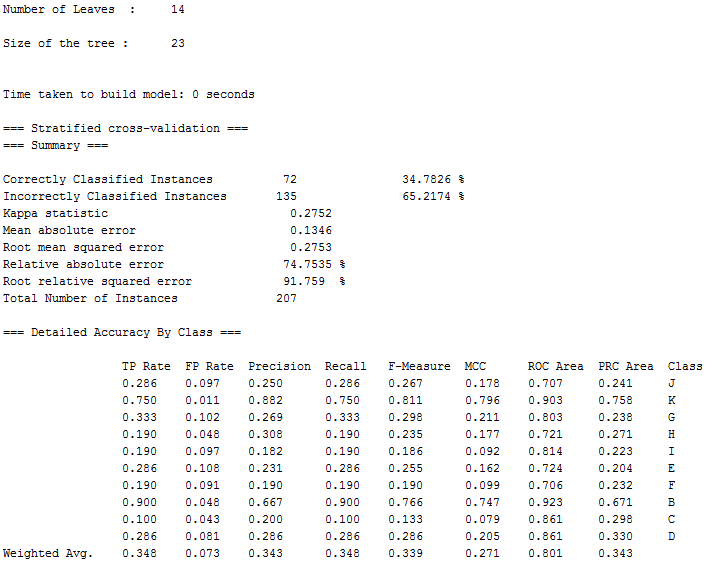 Number of Leaves  :     14
Size of the tree :      23
Time taken to build model: 0 seconds
=== Stratified cross-validation ===
=== Summary ===
Correctly Classified Instances          72               34.7826 %
Incorrectly Classified Instances       135               65.2174 %
Kappa statistic                          0.2752
Mean absolute error                      0.1346
Root mean squared error                  0.2753
Relative absolute error                 74.7535 %
Root relative squared error             91.759  %
Total Number of Instances              207
=== Detailed Accuracy By Class ===
                 TP Rate  FP Rate  Precision  Recall   F-Measure  MCC      ROC Area  PRC Area  Class
                 0.286    0.097    0.250      0.286    0.267      0.178    0.707     0.241     J
                 0.750    0.011    0.882      0.750    0.811      0.796    0.903     0.758     K
                 0.333    0.102    0.269      0.333    0.298      0.211    0.803     0.238     G
                 0.190    0.048    0.308      0.190    0.235      0.177    0.721     0.271     H
                 0.190    0.097    0.182      0.190    0.186      0.092    0.814     0.223     I
                 0.286    0.108    0.231      0.286    0.255      0.162    0.724     0.204     E
                 0.190    0.091    0.190      0.190    0.190      0.099    0.706     0.232     F
                 0.900    0.048    0.667      0.900    0.766      0.747    0.923     0.671     B
                 0.100    0.043    0.200      0.100    0.133      0.079    0.861     0.298     C
                 0.286    0.081    0.286      0.286    0.286      0.205    0.861     0.330     D
Weighted Avg.    0.348    0.073    0.343      0.348    0.339      0.271    0.801     0.343